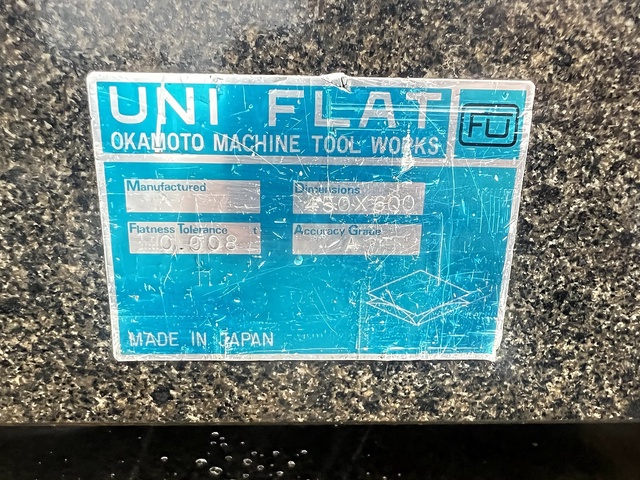 UNI FLAT
FU
OKAMOTO MACHINE TOOL WORKS
Manufactured
Dimensions
450X600
Flatness Tolerance t
0.008
Accuracy Grade
MADE IN JAPAN